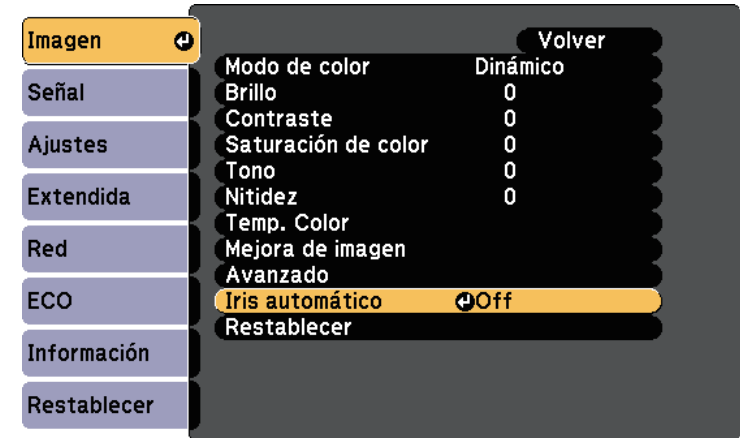 Imagen
Señal
Ajustes
Extendida
Red
ECO
Información
Restablecer
Volver
Modo de color Dinámico
Brillo 0
Contraste 0
Saturación de color 0
Tono 0
Nitidez 0
Temp. Color
Mejora de imagen
Avanzado
Iris automático Off
Restablecer